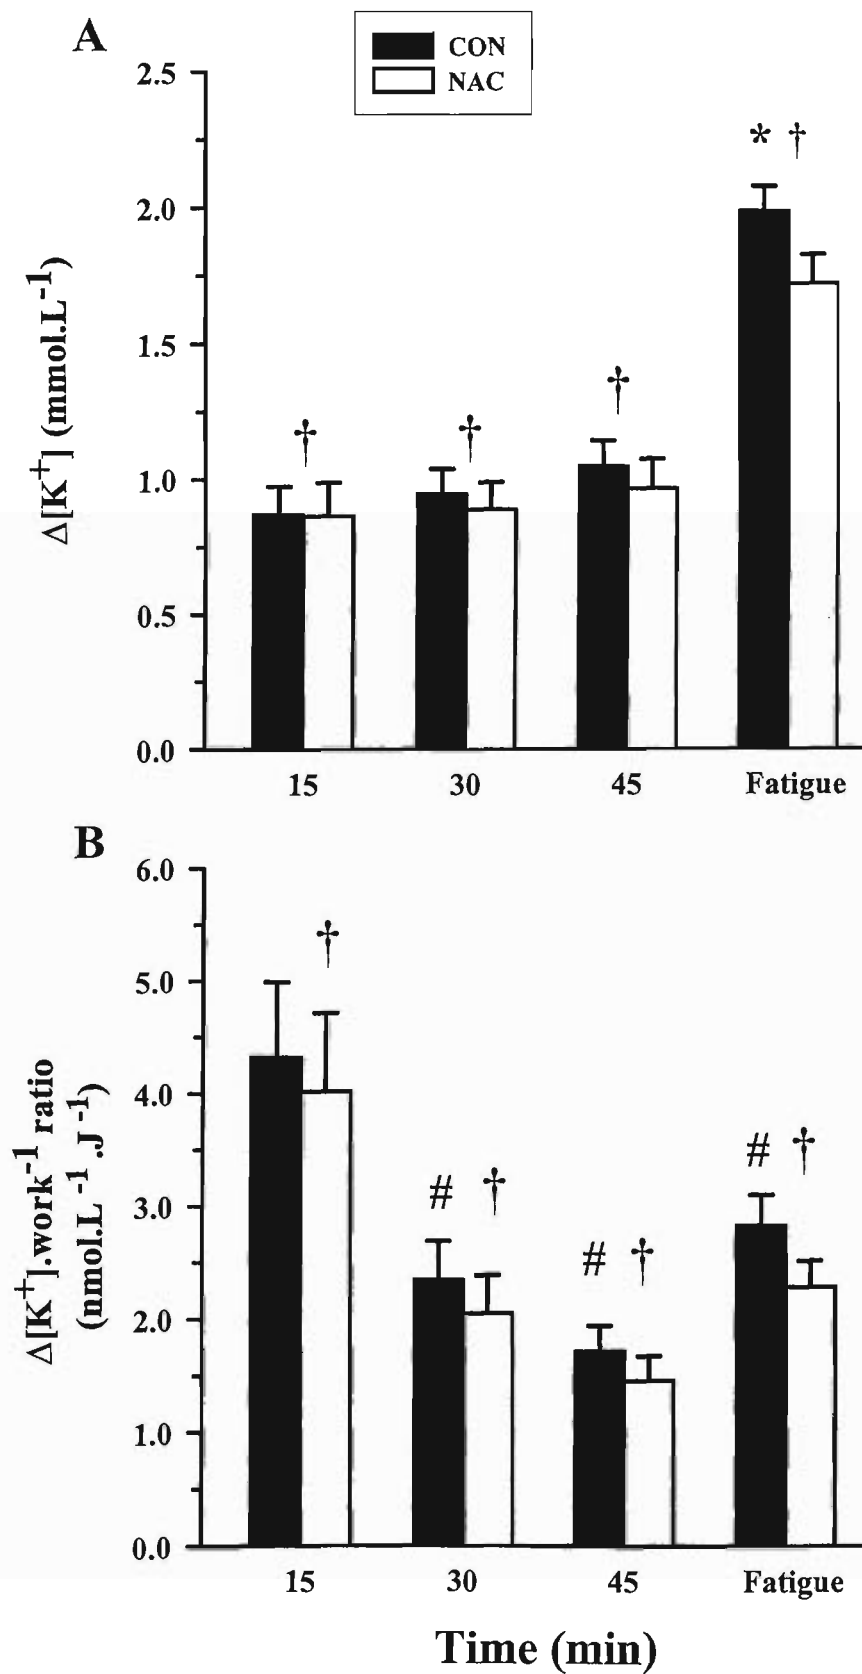 A
CON
NAC
2.5
* †
2.0
Δ[K⁺] (mmol.L⁻¹)
1.5
† † †
1.0
0.5
0.0
15 30 45 Fatigue
B
6.0
†
5.0
Δ[K⁺].work⁻¹ ratio
(nmol.L⁻¹.J⁻¹)
4.0
# †
3.0
# †
# †
2.0
1.0
0.0
15 30 45 Fatigue
Time (min)